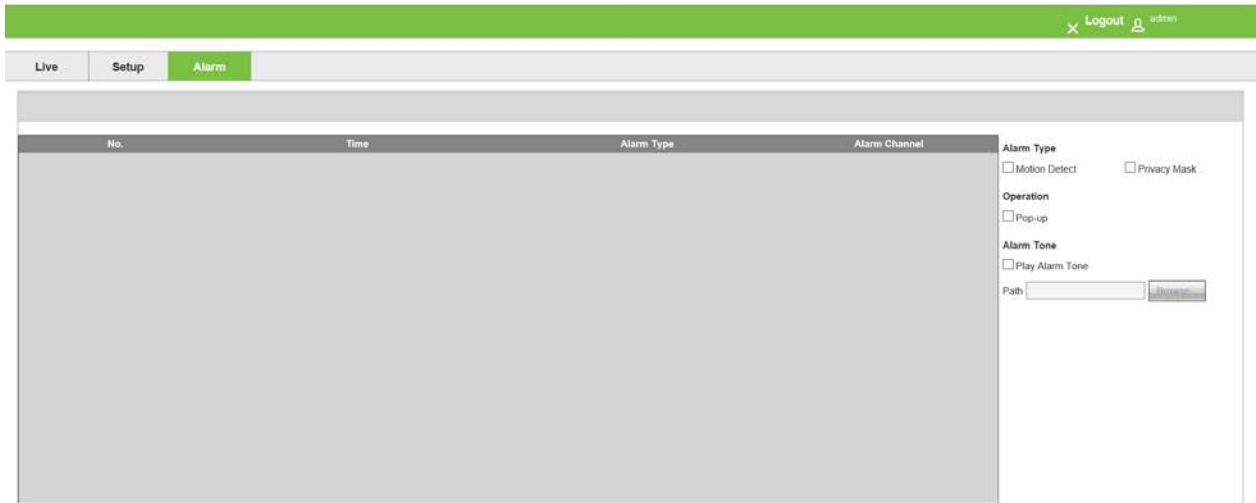 Logout admin
Live Setup Alarm
No. Time Alarm Type Alarm Channel
Alarm Type
Motion Detect Privacy Mask
Operation
Pop-up
Alarm Tone
Play Alarm Tone
Path Browse...